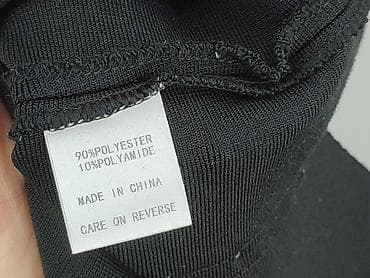 90%POLYESTER
10%POLYAMIDE
MADE IN CHINA
CARE ON REVERSE